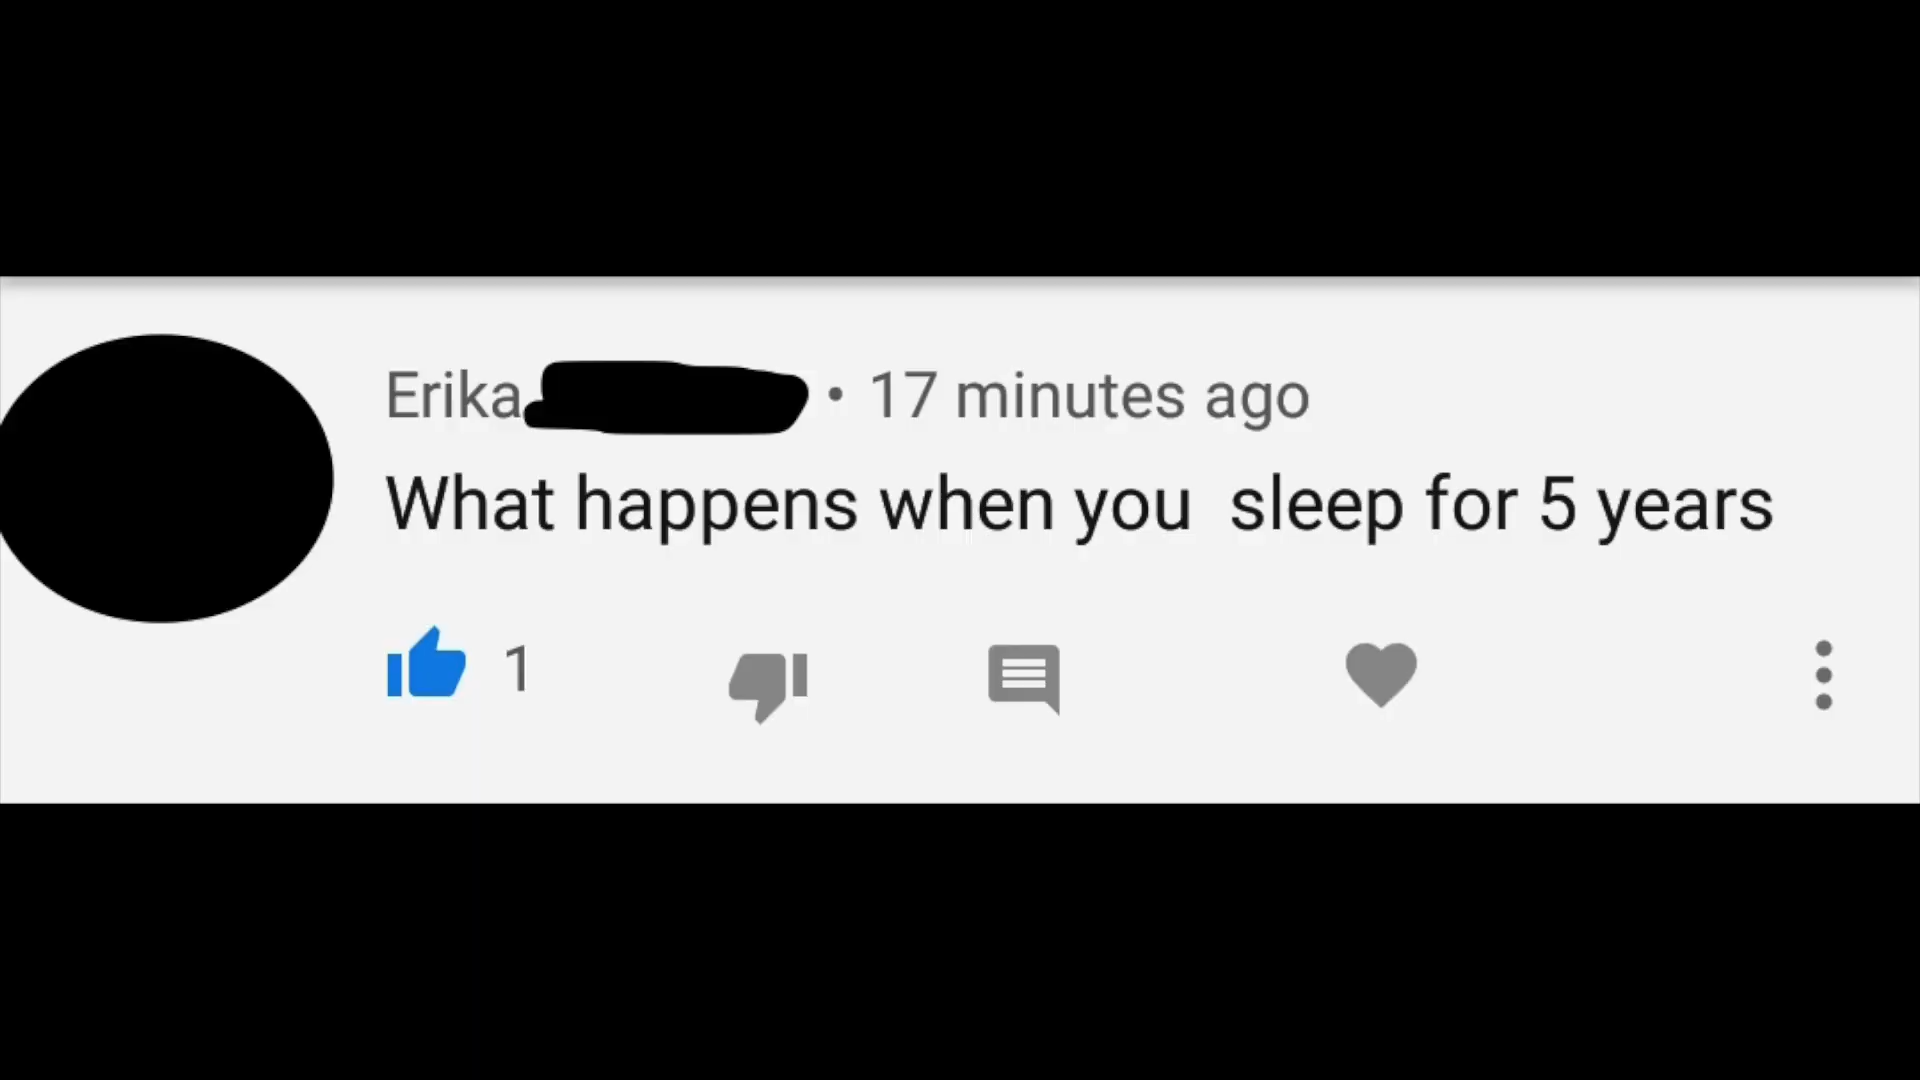 Erika • 17 minutes ago
What happens when you  sleep for 5 years
1